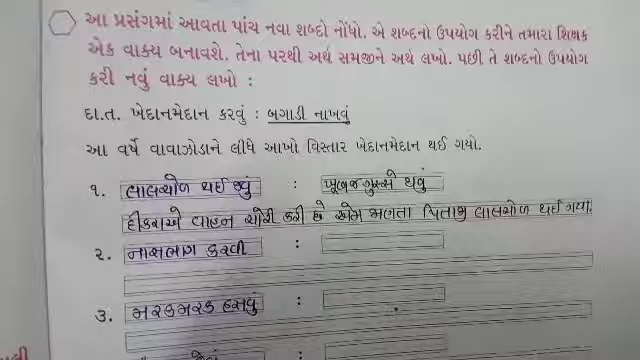 આ પ્રસંગમાં આવતા પાંચ નવા શબ્દો નોંધો. એ શબ્દનો ઉપયોગ કરીને તમારા શિક્ષક
એક વાક્ય બનાવશે. તેના પરથી અર્થ સમજીને અર્થ લખો. પછી તે શબ્દનો ઉપયોગ
કરી નવું વાક્ય લખો :
દા.ત. ખેદાનમેદાન કરવું : બગાડી નાખવું
આ વર્ષે વાવાઝોડાને લીધે આખો વિસ્તાર ખેદાનમેદાન થઈ ગયો.
૧. લાલચોળ થઈ જવું : ખૂબજ ગુસ્સે થવું
દીકરાએ વાહન ચોરી કરી છે એમ જાણતા પિતાજી લાલચોળ થઈ ગયા.
૨. નાસભાગ કરવી :
૩. મરકમરક હસવું :